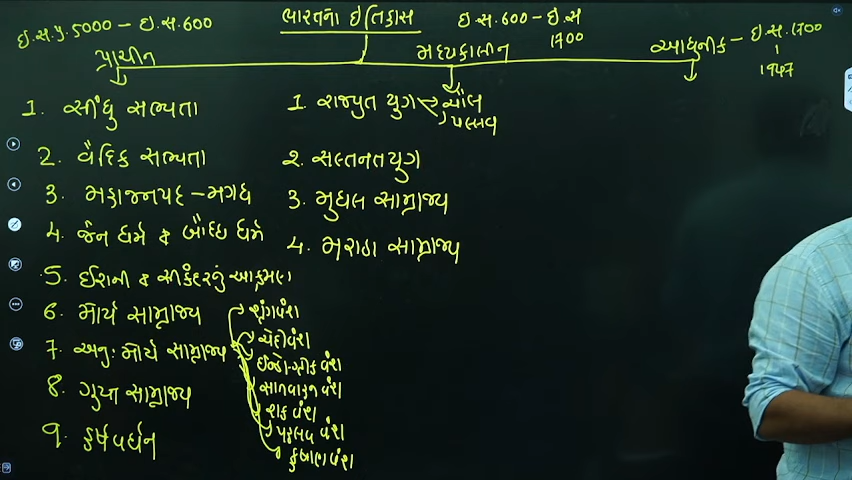 ભારતનો ઈતિહાસ
ઇ.સ.પૂ. 5000 – ઇ.સ. 600
પ્રાચીન
1. સીંધુ સભ્યતા
2. વૈદિક સભ્યતા
3. મહાજનપદ – મગધ
4. જૈન ધર્મ & બૌદ્ધ ધર્મ
5. ઈરાની & સીકંદરનું આક્રમણ
6. મૌર્ય સામ્રાજ્ય
7. અનુ: મૌર્ય સામ્રાજ્ય
શૃંગવંશ
ચેદીવંશ
ઈન્ડો-ગ્રીક વંશ
સાતવાહન વંશ
શક વંશ
પહલવ વંશ
કુષાણ વંશ
8. ગુપ્ત સામ્રાજ્ય
9. હર્ષવર્ધન
ઇ.સ. 600 – ઇ.સ 1700
મધ્યકાલીન
1. રાજપુત યુગ
ચૌલ
પલ્લવ
2. સલ્તનત યુગ
3. મુઘલ સામ્રાજ્ય
4. મરાઠા સામ્રાજ્ય
આધુનીક – ઇ.સ. 1700
1947